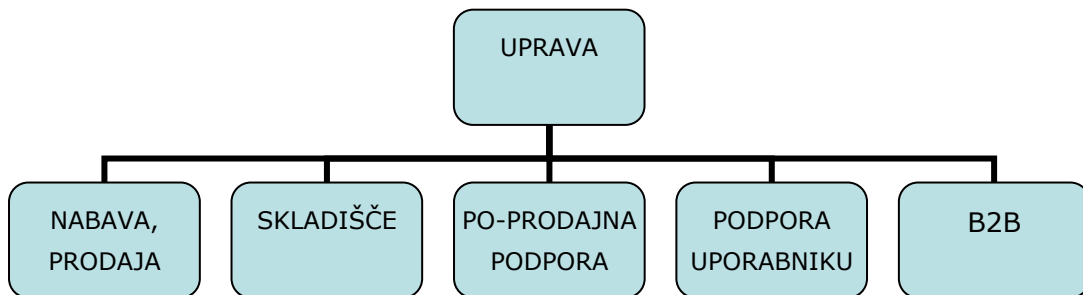 UPRAVA
NABAVA,
PRODAJA
SKLADIŠČE
PO-PRODAJNA
PODPORA
PODPORA
UPORABNIKU
B2B